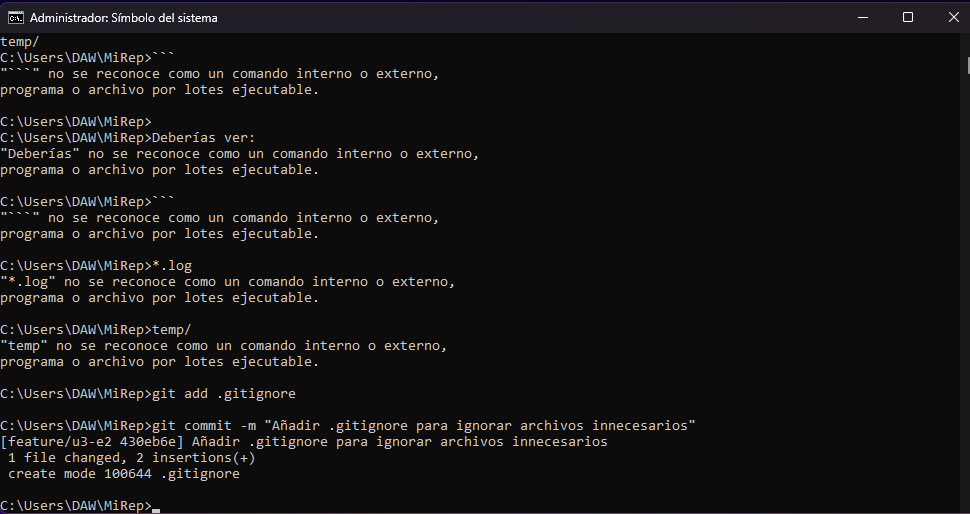 Administrador: Símbolo del sistema
temp/
C:\Users\DAW\MiRep>```
"```" no se reconoce como un comando interno o externo,
programa o archivo por lotes ejecutable.
C:\Users\DAW\MiRep>
C:\Users\DAW\MiRep>Deberías ver:
"Deberías" no se reconoce como un comando interno o externo,
programa o archivo por lotes ejecutable.
C:\Users\DAW\MiRep>```
"```" no se reconoce como un comando interno o externo,
programa o archivo por lotes ejecutable.
C:\Users\DAW\MiRep>*.log
"*.log" no se reconoce como un comando interno o externo,
programa o archivo por lotes ejecutable.
C:\Users\DAW\MiRep>temp/
"temp" no se reconoce como un comando interno o externo,
programa o archivo por lotes ejecutable.
C:\Users\DAW\MiRep>git add .gitignore
C:\Users\DAW\MiRep>git commit -m "Añadir .gitignore para ignorar archivos innecesarios"
[feature/u3-e2 430eb6e] Añadir .gitignore para ignorar archivos innecesarios
 1 file changed, 2 insertions(+)
 create mode 100644 .gitignore
C:\Users\DAW\MiRep>